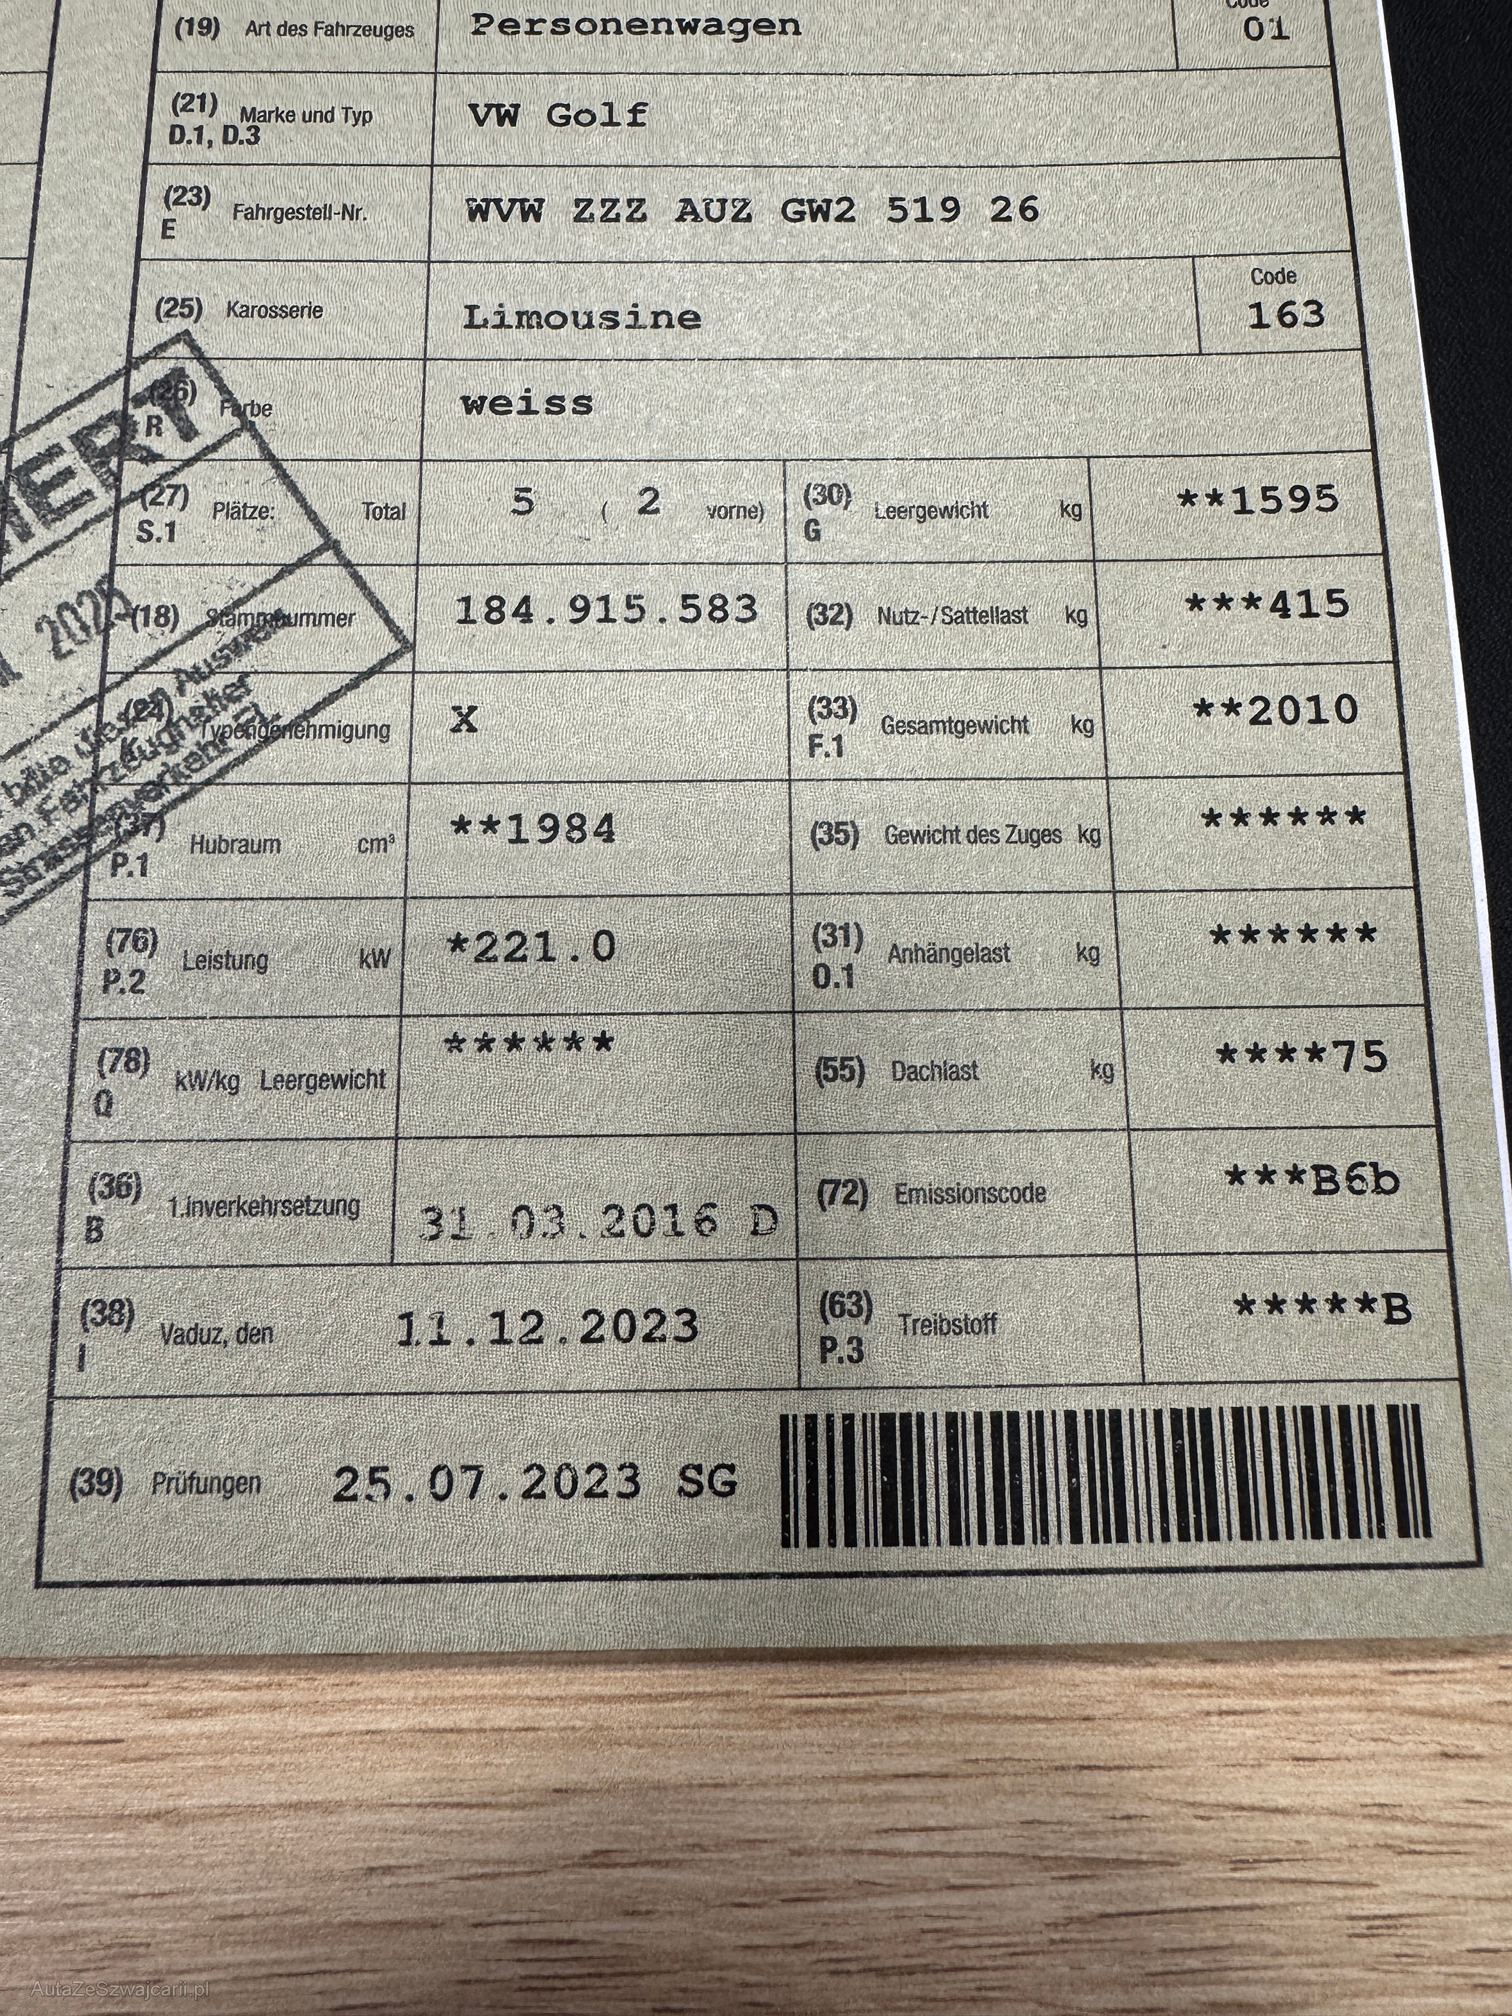 (19) Art des Fahrzeuges Personenwagen Code 01
(21) D.1, D.3 Marke und Typ VW Golf
(23) E Fahrgestell-Nr. WVW ZZZ AUZ GW2 519 26
(25) Karosserie Limousine Code 163
(26) R Farbe weiss
(27) S.1 Plätze: Total 5 ( 2 vorne) (30) G Leergewicht kg **1595
(18) Stammnummer 184.915.583 (32) Nutz-/Sattellast kg ***415
(24) Typengenehmigung X (33) F.1 Gesamtgewicht kg **2010
(37) P.1 Hubraum cm³ **1984 (35) Gewicht des Zuges kg ******
(76) P.2 Leistung kW *221.0 (31) O.1 Anhängelast kg ******
(78) Q kW/kg Leergewicht ****** (55) Dachlast kg ****75
(36) B 1.Inverkehrsetzung 31.03.2016 D (72) Emissionscode ***B6b
(38) I Vaduz, den 11.12.2023 (63) P.3 Treibstoff *****B
(39) Prüfungen 25.07.2023 SG
AutaZeSzwajcarii.pl